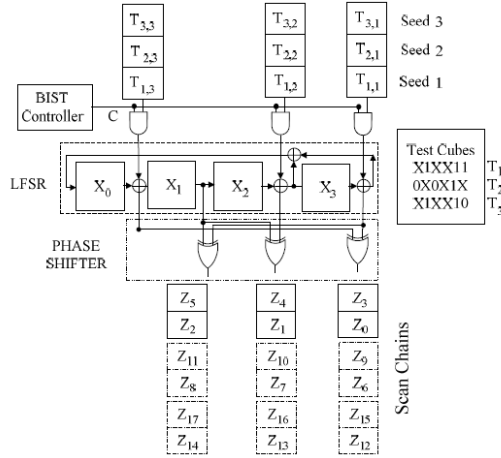 T3,3 T3,2 T3,1 Seed 3
T2,3 T2,2 T2,1 Seed 2
T1,3 T1,2 T1,1 Seed 1
BIST
Controller
C
Test Cubes
X1XX11 T1
0X0X1X T2
X1XX10 T3
LFSR
X0 X1 X2 X3
PHASE
SHIFTER
Z5 Z4 Z3
Z2 Z1 Z0
Z11 Z10 Z9
Z8 Z7 Z6
Z17 Z16 Z15
Z14 Z13 Z12
Scan Chains